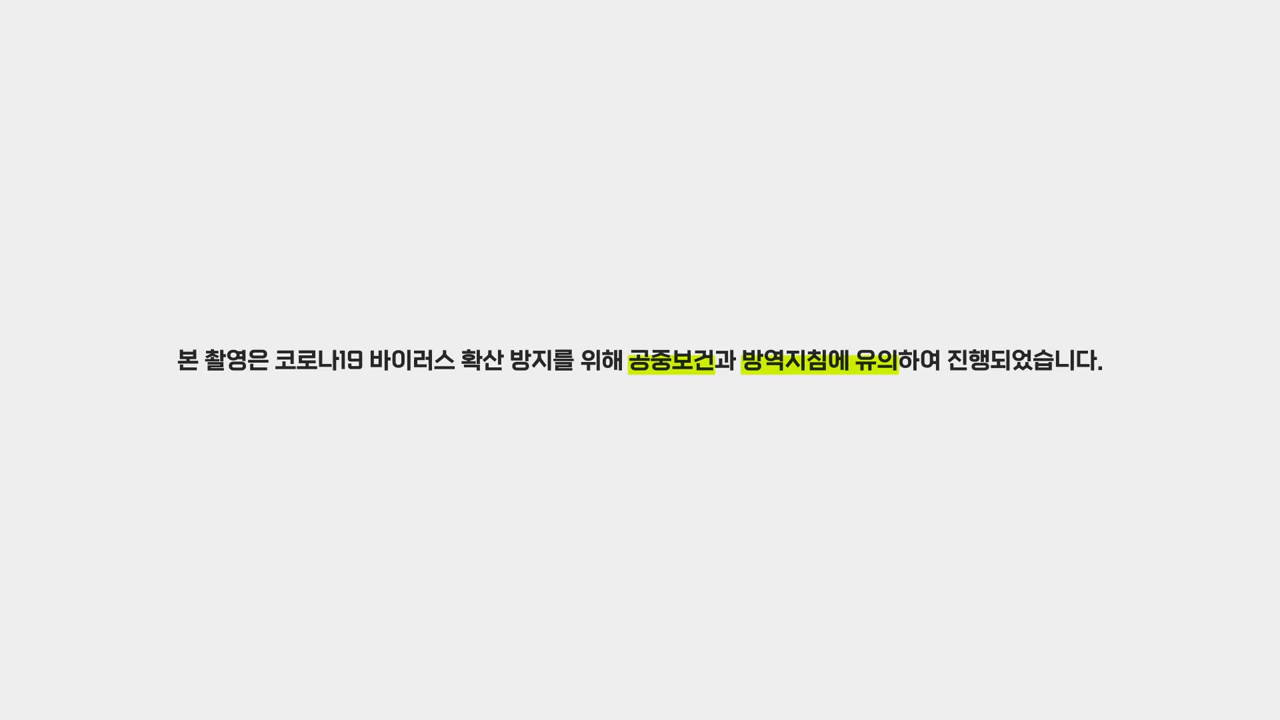 본 촬영은 코로나19 바이러스 확산 방지를 위해 공중보건과 방역지침에 유의하여 진행되었습니다.